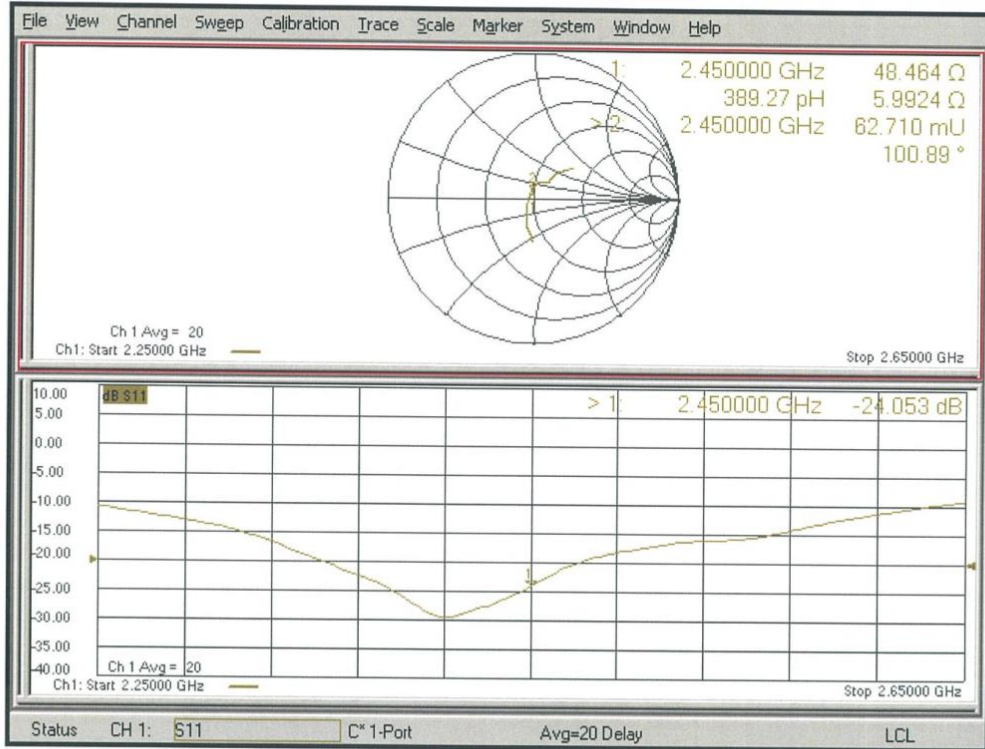 File View Channel Sweep Calibration Trace Scale Marker System Window Help
1: 2.450000 GHz 48.464 Ω
389.27 pH 5.9924 Ω
> 2: 2.450000 GHz 62.710 mU
100.89 °
2
Ch 1 Avg = 20
Ch1: Start 2.25000 GHz
Stop 2.65000 GHz
10.00
dB S11
> 1: 2.450000 GHz -24.053 dB
5.00
0.00
-5.00
-10.00
-15.00
-20.00
1
-25.00
-30.00
-35.00
-40.00
Ch 1 Avg = 20
Ch1: Start 2.25000 GHz
Stop 2.65000 GHz
Status CH 1: S11 C* 1-Port Avg=20 Delay LCL